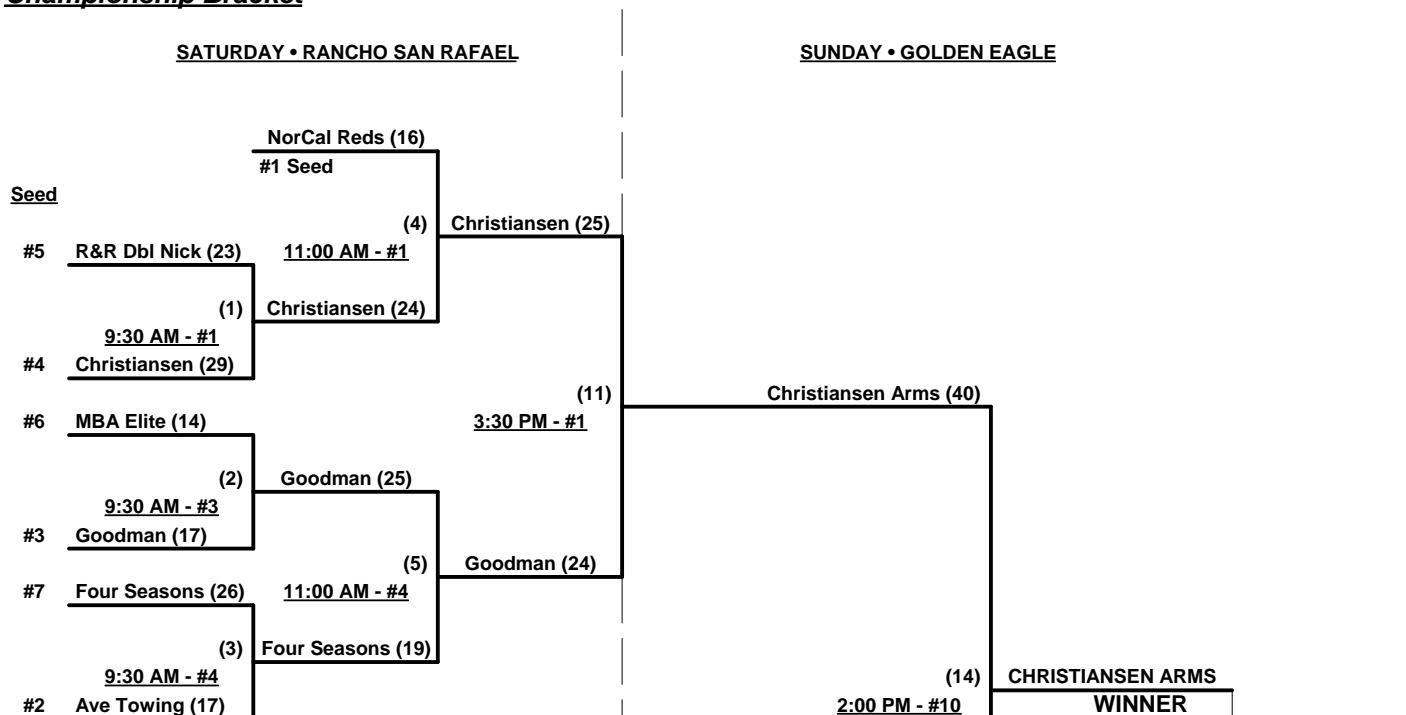 Championship Bracket
SATURDAY • RANCHO SAN RAFAEL
SUNDAY • GOLDEN EAGLE
NorCal Reds (16)
#1 Seed
Seed
(4) Christiansen (25)
#5 R&R Dbl Nick (23) 11:00 AM - #1
(1) Christiansen (24)
9:30 AM - #1
#4 Christiansen (29)
(11) Christiansen Arms (40)
#6 MBA Elite (14) 3:30 PM - #1
(2) Goodman (25)
9:30 AM - #3
#3 Goodman (17)
(5) Goodman (24)
#7 Four Seasons (26) 11:00 AM - #4
(3) Four Seasons (19)
9:30 AM - #4 (14) CHRISTIANSEN ARMS
#2 Ave Towing (17) 2:00 PM - #10 WINNER